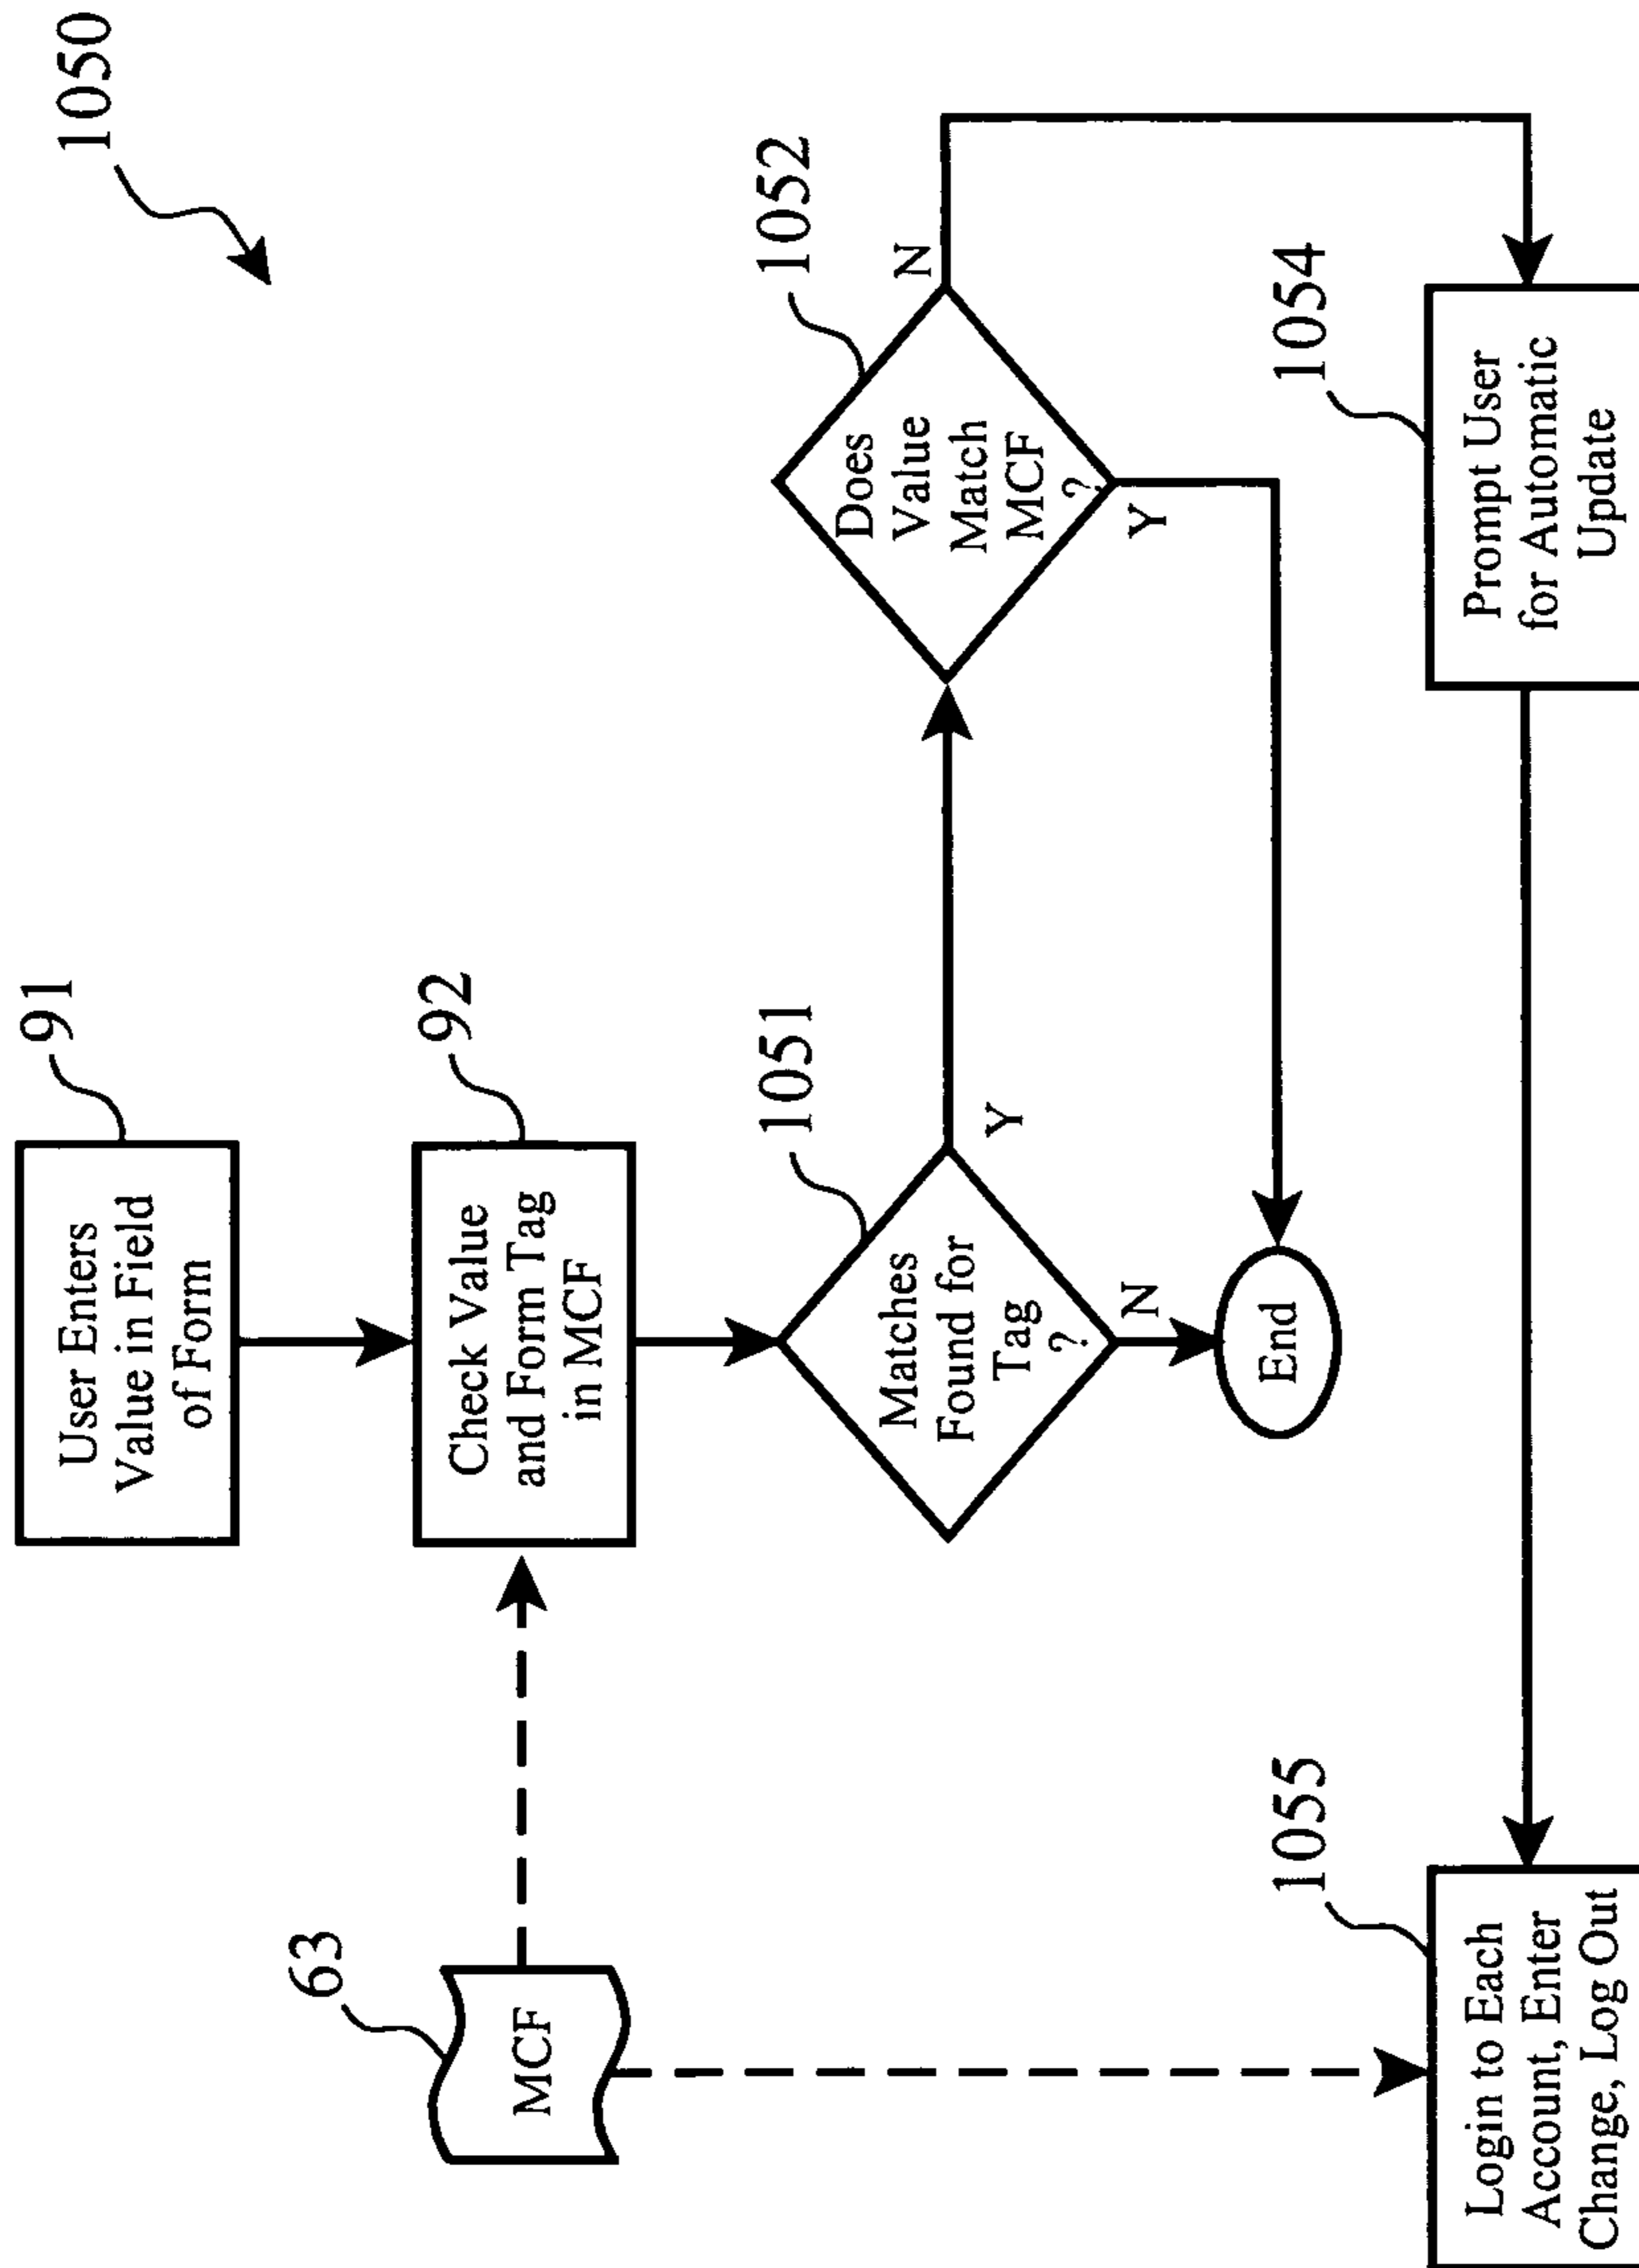 1050
91
User Enters
Value in Field
of Form
92
Check Value
and Form Tag
in MCF
63
MCF
1051
Matches
Found for
Tag
?
Y
N
1052
Does
Value
Match
MCF
?
N
Y
End
1054
Prompt User
for Automatic
Update
1055
Login to Each
Account, Enter
Change, Log Out